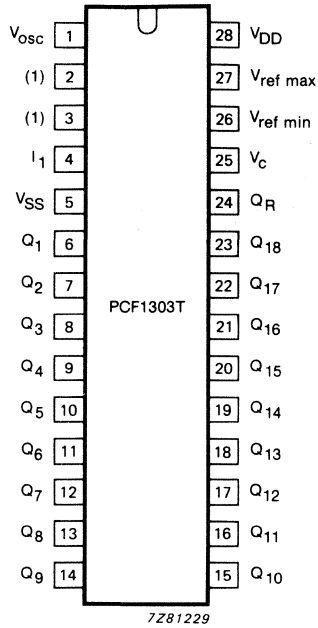 Vosc 1 28 VDD
(1) 2 27 Vref max
(1) 3 26 Vref min
I1 4 25 Vc
VSS 5 24 QR
Q1 6 23 Q18
Q2 7 22 Q17
PCF1303T
Q3 8 21 Q16
Q4 9 20 Q15
Q5 10 19 Q14
Q6 11 18 Q13
Q7 12 17 Q12
Q8 13 16 Q11
Q9 14 15 Q10
7Z81229